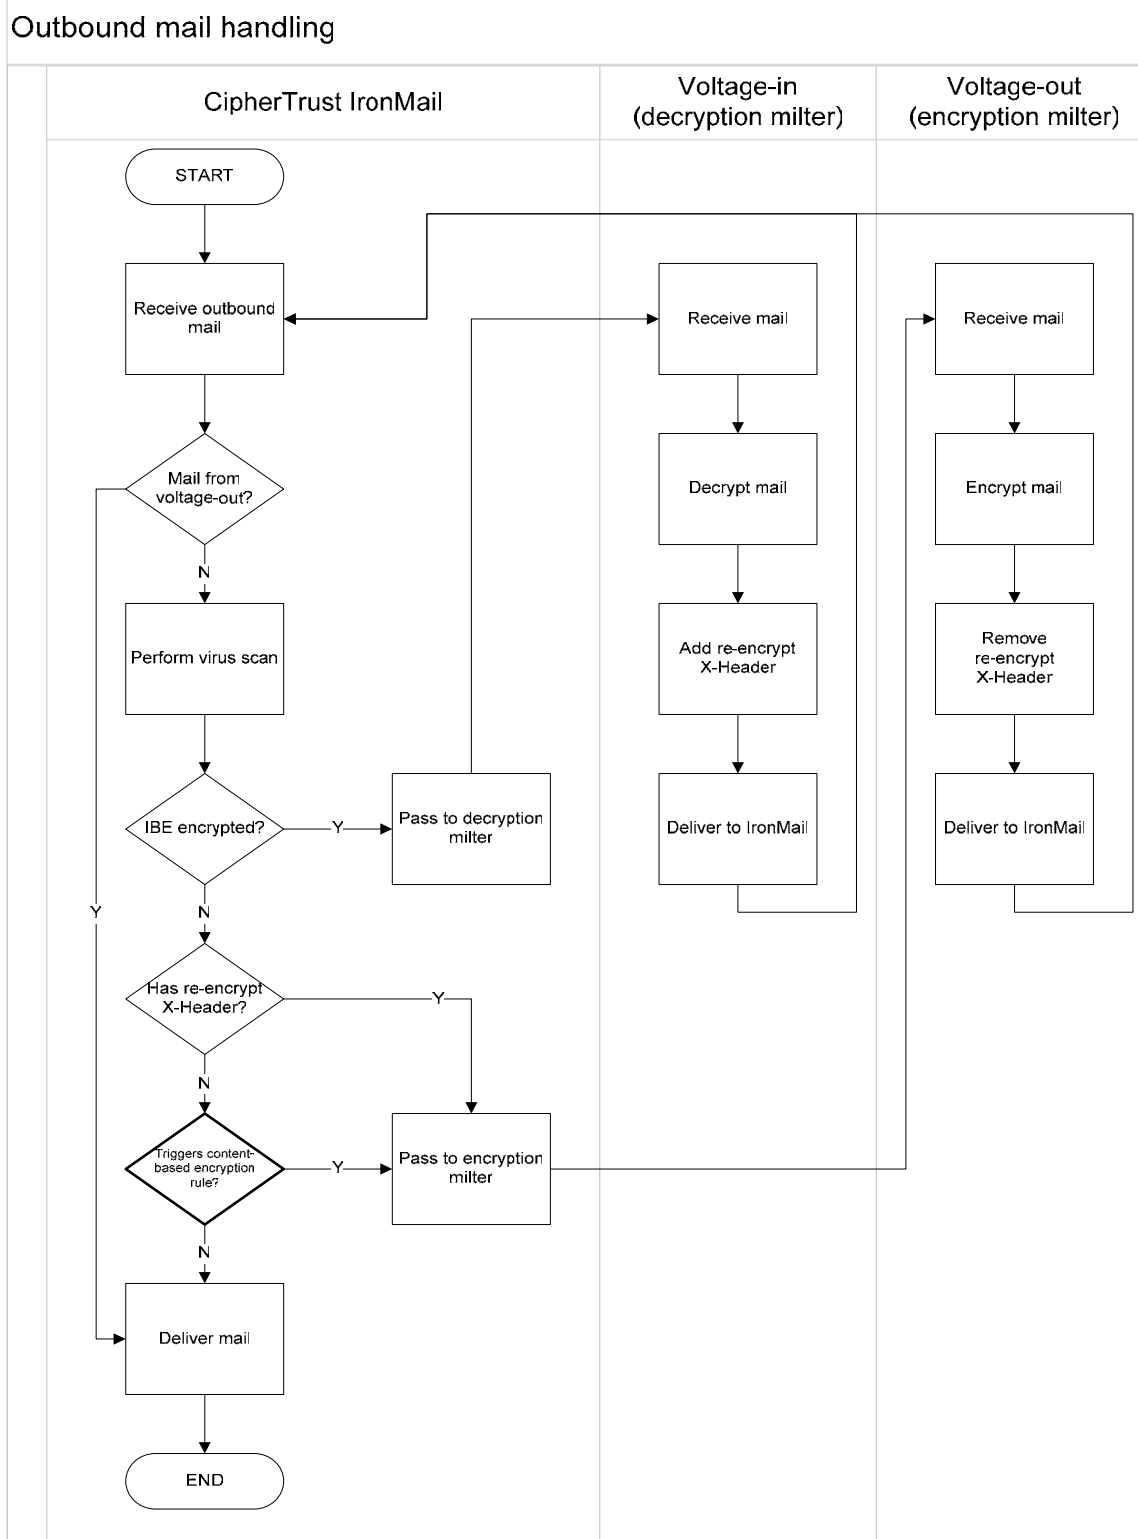 Outbound mail handling
CipherTrust IronMail
Voltage-in
(decryption milter)
Voltage-out
(encryption milter)
START
Receive outbound
mail
Mail from
voltage-out?
N
Y
Perform virus scan
IBE encrypted?
Y
Pass to decryption
milter
N
Has re-encrypt
X-Header?
Y
N
Triggers content-
based encryption
rule?
Y
Pass to encryption
milter
N
Deliver mail
END
Receive mail
Decrypt mail
Add re-encrypt
X-Header
Deliver to IronMail
Receive mail
Encrypt mail
Remove
re-encrypt
X-Header
Deliver to IronMail